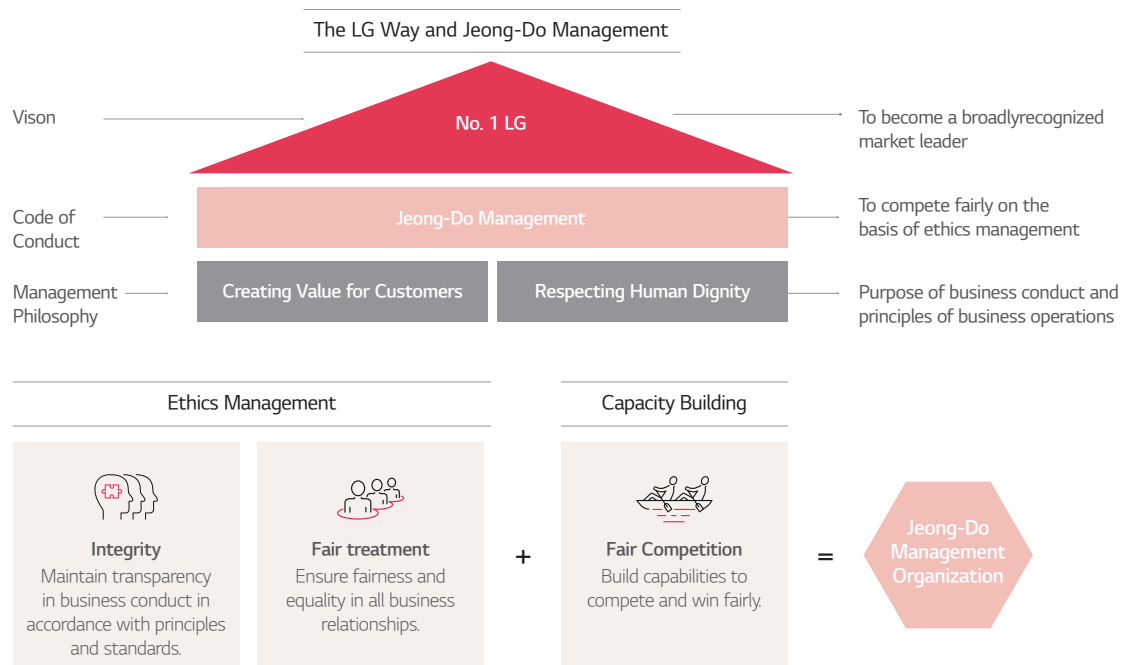 The LG Way and Jeong-Do Management
Vison
No. 1 LG
To become a broadlyrecognized
market leader
Code of
Conduct
Jeong-Do Management
To compete fairly on the
basis of ethics management
Management
Philosophy
Creating Value for Customers
Respecting Human Dignity
Purpose of business conduct and
principles of business operations
Ethics Management
Capacity Building
Integrity
Maintain transparency
in business conduct in
accordance with principles
and standards.
Fair treatment
Ensure fairness and
equality in all business
relationships.
+
Fair Competition
Build capabilities to
compete and win fairly.
=
Jeong-Do
Management
Organization